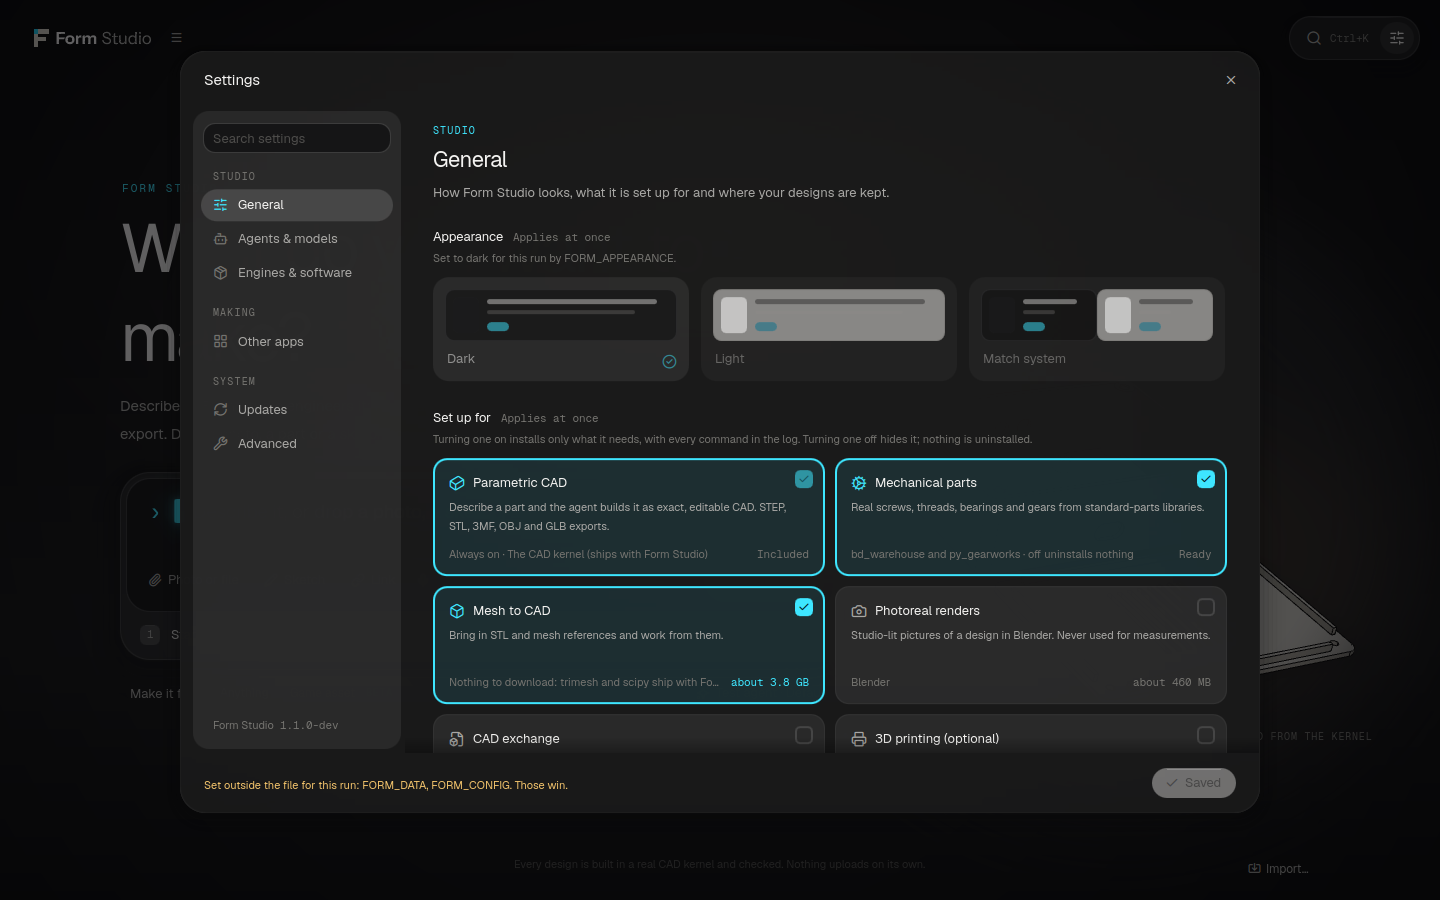 Form Studio
Ctrl+K
Settings
Search settings
STUDIO
General
Agents & models
Engines & software
MAKING
Other apps
SYSTEM
Updates
Advanced
Form Studio 1.1.0-dev
STUDIO
General
How Form Studio looks, what it is set up for and where your designs are kept.
Appearance Applies at once
Set to dark for this run by FORM_APPEARANCE.
Dark
Light
Match system
Set up for Applies at once
Turning one on installs only what it needs, with every command in the log. Turning one off hides it; nothing is uninstalled.
Parametric CAD
Describe a part and the agent builds it as exact, editable CAD. STEP,
STL, 3MF, OBJ and GLB exports.
Always on · The CAD kernel (ships with Form Studio) Included
Mechanical parts
Real screws, threads, bearings and gears from standard-parts libraries.
bd_warehouse and py_gearworks · off uninstalls nothing Ready
Mesh to CAD
Bring in STL and mesh references and work from them.
Nothing to download: trimesh and scipy ship with Fo... about 3.8 GB
Photoreal renders
Studio-lit pictures of a design in Blender. Never used for measurements.
Blender about 460 MB
CAD exchange
3D printing (optional)
Set outside the file for this run: FORM_DATA, FORM_CONFIG. Those win.
Saved
FORM ST
W
m
Describe
export. D
Ph
1 S
Make it f
FROM THE KERNEL
Every design is built in a real CAD kernel and checked. Nothing uploads on its own.
Import...